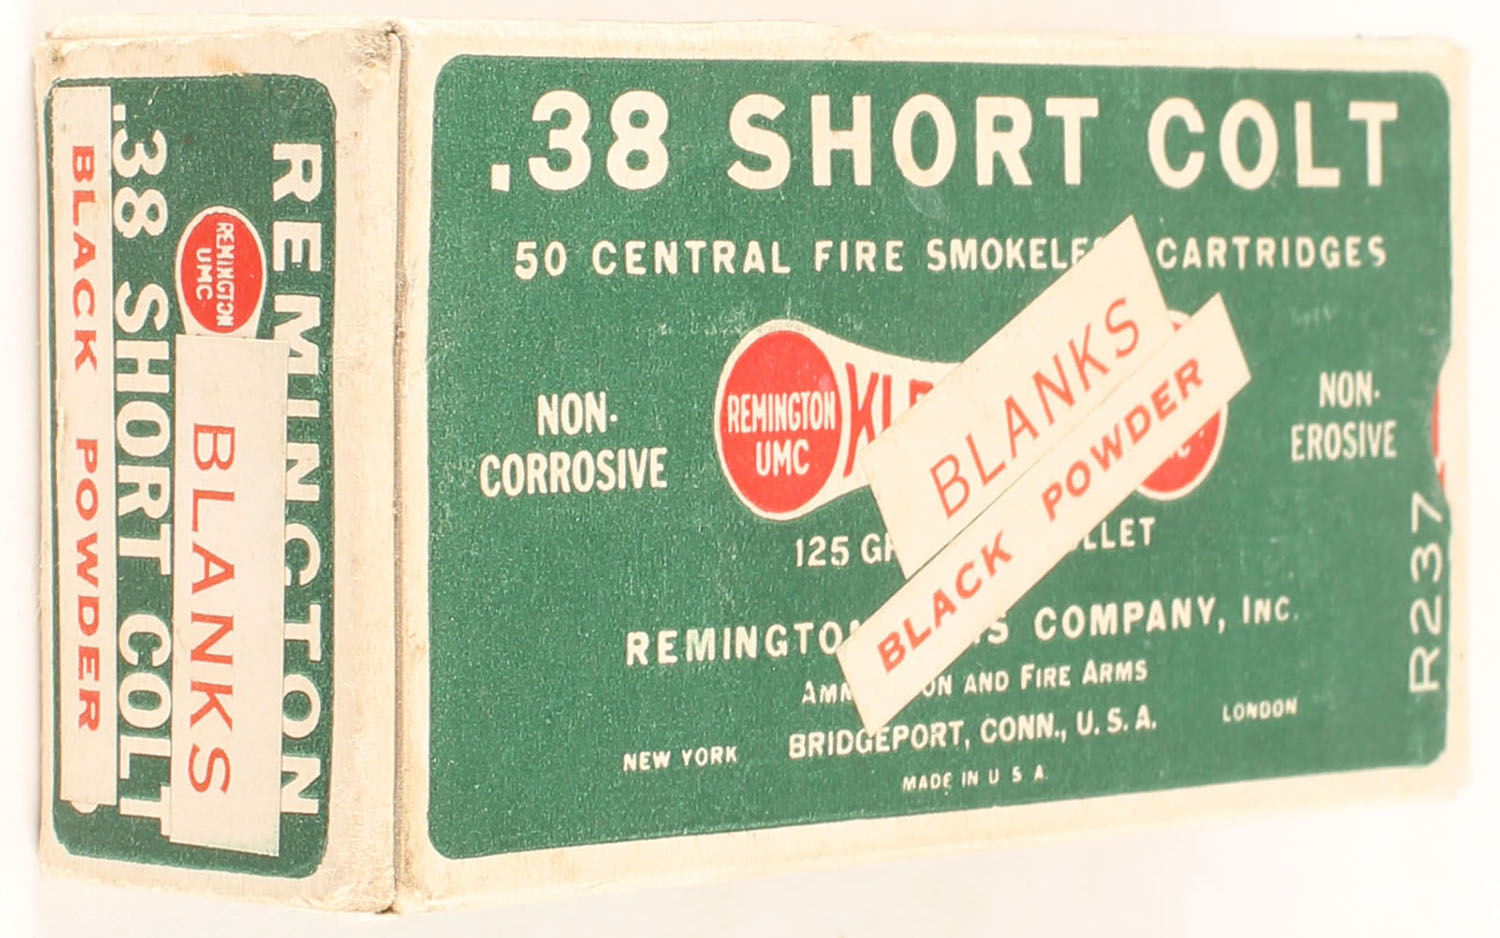 .38 SHORT COLT
50 CENTRAL FIRE SMOKELE CARTRIDGES
NON-
CORROSIVE
REMINGTON
UMC
KL
BLANKS
BLACK POWDER
NON-
EROSIVE
125 LLET
REMINGTO S COMPANY, INC.
AM ON AND FIRE ARMS
BRIDGEPORT, CONN., U.S.A.
NEW YORK
LONDON
MADE IN U S A.
R237
REMINGTON
REMINGTON
UMC
BLANKS
.38 SHORT COLT
BLACK POWDER